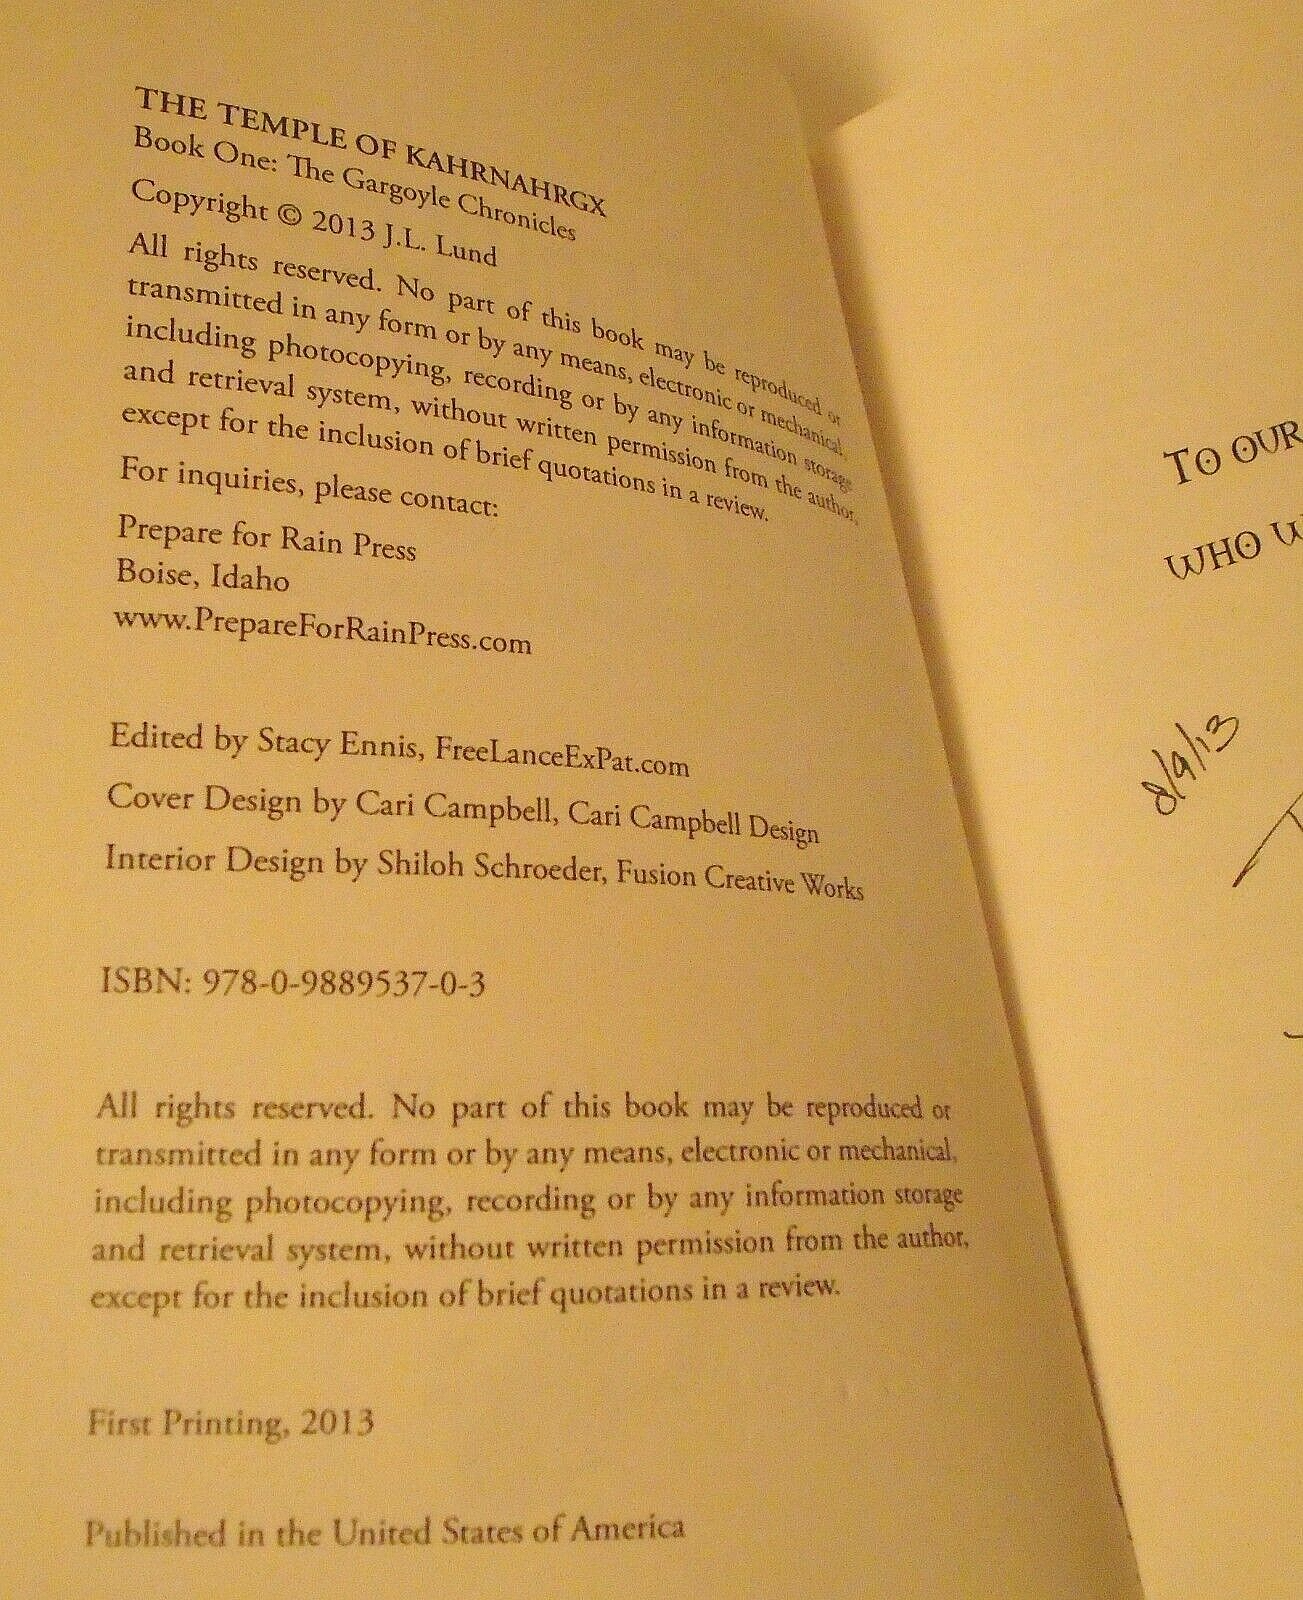 THE TEMPLE OF KAHRNAHRGX
Book One: The Gargoyle Chronicles
Copyright © 2013 J.L. Lund
All rights reserved. No part of this book may be reproduced or
transmitted in any form or by any means, electronic or mechanical,
including photocopying, recording or by any information storage
and retrieval system, without written permission from the author,
except for the inclusion of brief quotations in a review.
For inquiries, please contact:
Prepare for Rain Press
Boise, Idaho
www.PrepareForRainPress.com
Edited by Stacy Ennis, FreeLanceExPat.com
Cover Design by Cari Campbell, Cari Campbell Design
Interior Design by Shiloh Schroeder, Fusion Creative Works
ISBN: 978-0-9889537-0-3
All rights reserved. No part of this book may be reproduced or
transmitted in any form or by any means, electronic or mechanical,
including photocopying, recording or by any information storage
and retrieval system, without written permission from the author,
except for the inclusion of brief quotations in a review.
First Printing, 2013
Published in the United States of America
TO OUR
WHO
8/9/13